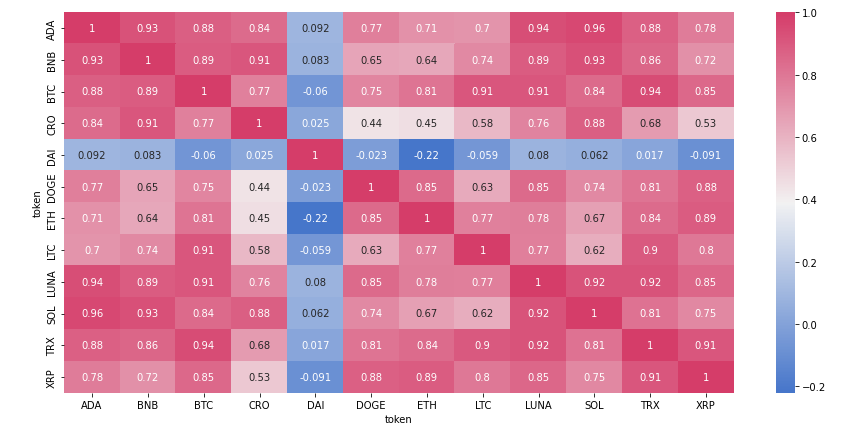 ADA 1 0.93 0.88 0.84 0.092 0.77 0.71 0.7 0.94 0.96 0.88 0.78
BNB 0.93 1 0.89 0.91 0.083 0.65 0.64 0.74 0.89 0.93 0.86 0.72
BTC 0.88 0.89 1 0.77 -0.06 0.75 0.81 0.91 0.91 0.84 0.94 0.85
CRO 0.84 0.91 0.77 1 0.025 0.44 0.45 0.58 0.76 0.88 0.68 0.53
DAI 0.092 0.083 -0.06 0.025 1 -0.023 -0.22 -0.059 0.08 0.062 0.017 -0.091
DOGE 0.77 0.65 0.75 0.44 -0.023 1 0.85 0.63 0.85 0.74 0.81 0.88
ETH 0.71 0.64 0.81 0.45 -0.22 0.85 1 0.77 0.78 0.67 0.84 0.89
LTC 0.7 0.74 0.91 0.58 -0.059 0.63 0.77 1 0.77 0.62 0.9 0.8
LUNA 0.94 0.89 0.91 0.76 0.08 0.85 0.78 0.77 1 0.92 0.92 0.85
SOL 0.96 0.93 0.84 0.88 0.062 0.74 0.67 0.62 0.92 1 0.81 0.75
TRX 0.88 0.86 0.94 0.68 0.017 0.81 0.84 0.9 0.92 0.81 1 0.91
XRP 0.78 0.72 0.85 0.53 -0.091 0.88 0.89 0.8 0.85 0.75 0.91 1
token
ADA BNB BTC CRO DAI DOGE ETH LTC LUNA SOL TRX XRP
token
1.0
0.8
0.6
0.4
0.2
0.0
−0.2